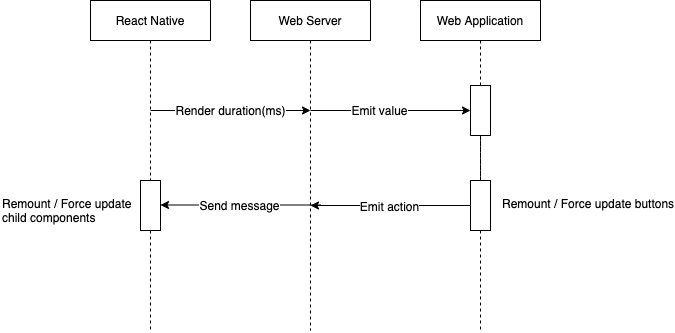 React Native
Web Server
Web Application
Render duration(ms)
Emit value
Remount / Force update
child components
Send message
Emit action
Remount / Force update buttons